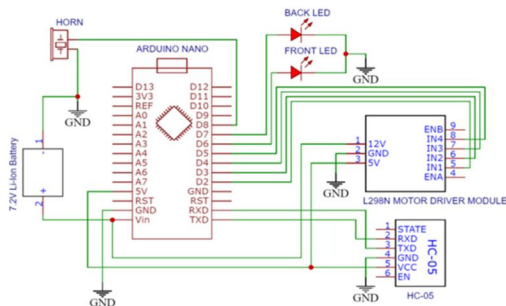 BACK LED
HORN
ARDUINO NANO
FRONT LED
GND
D13 D12
3V3 D11
REF D10
A0 D9
A1 D8
A2 D7
A3 D6
A4 D5
A5 D4
A6 D3
A7 D2
5V GND
RST RST
GND RXD
Vin TXD
GND
1
7.2V Li-Ion Battery
- +
2
GND
1 12V
2 GND
3 5V
ENB 9
IN4 8
IN3 7
IN2 6
IN1 5
ENA 4
GND
L298N MOTOR DRIVER MODULE
1 STATE
2 RXD
3 TXD
4 GND
5 VCC
6 EN
HC-05
HC-05
GND
GND